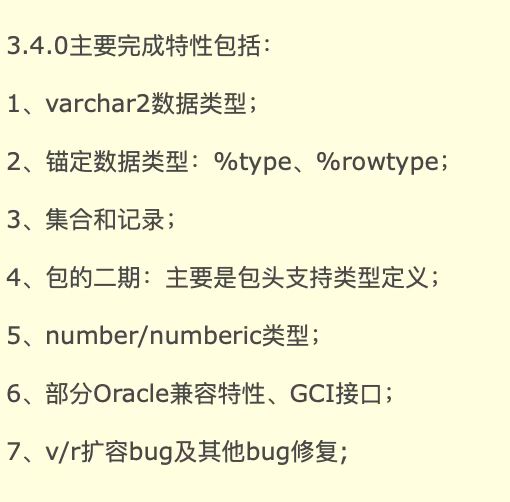 3.4.0主要完成特性包括：
1、varchar2数据类型；
2、锚定数据类型：%type、%rowtype；
3、集合和记录；
4、包的二期：主要是包头支持类型定义；
5、number/numberic类型；
6、部分Oracle兼容特性、GCI接口；
7、v/r扩容bug及其他bug修复；